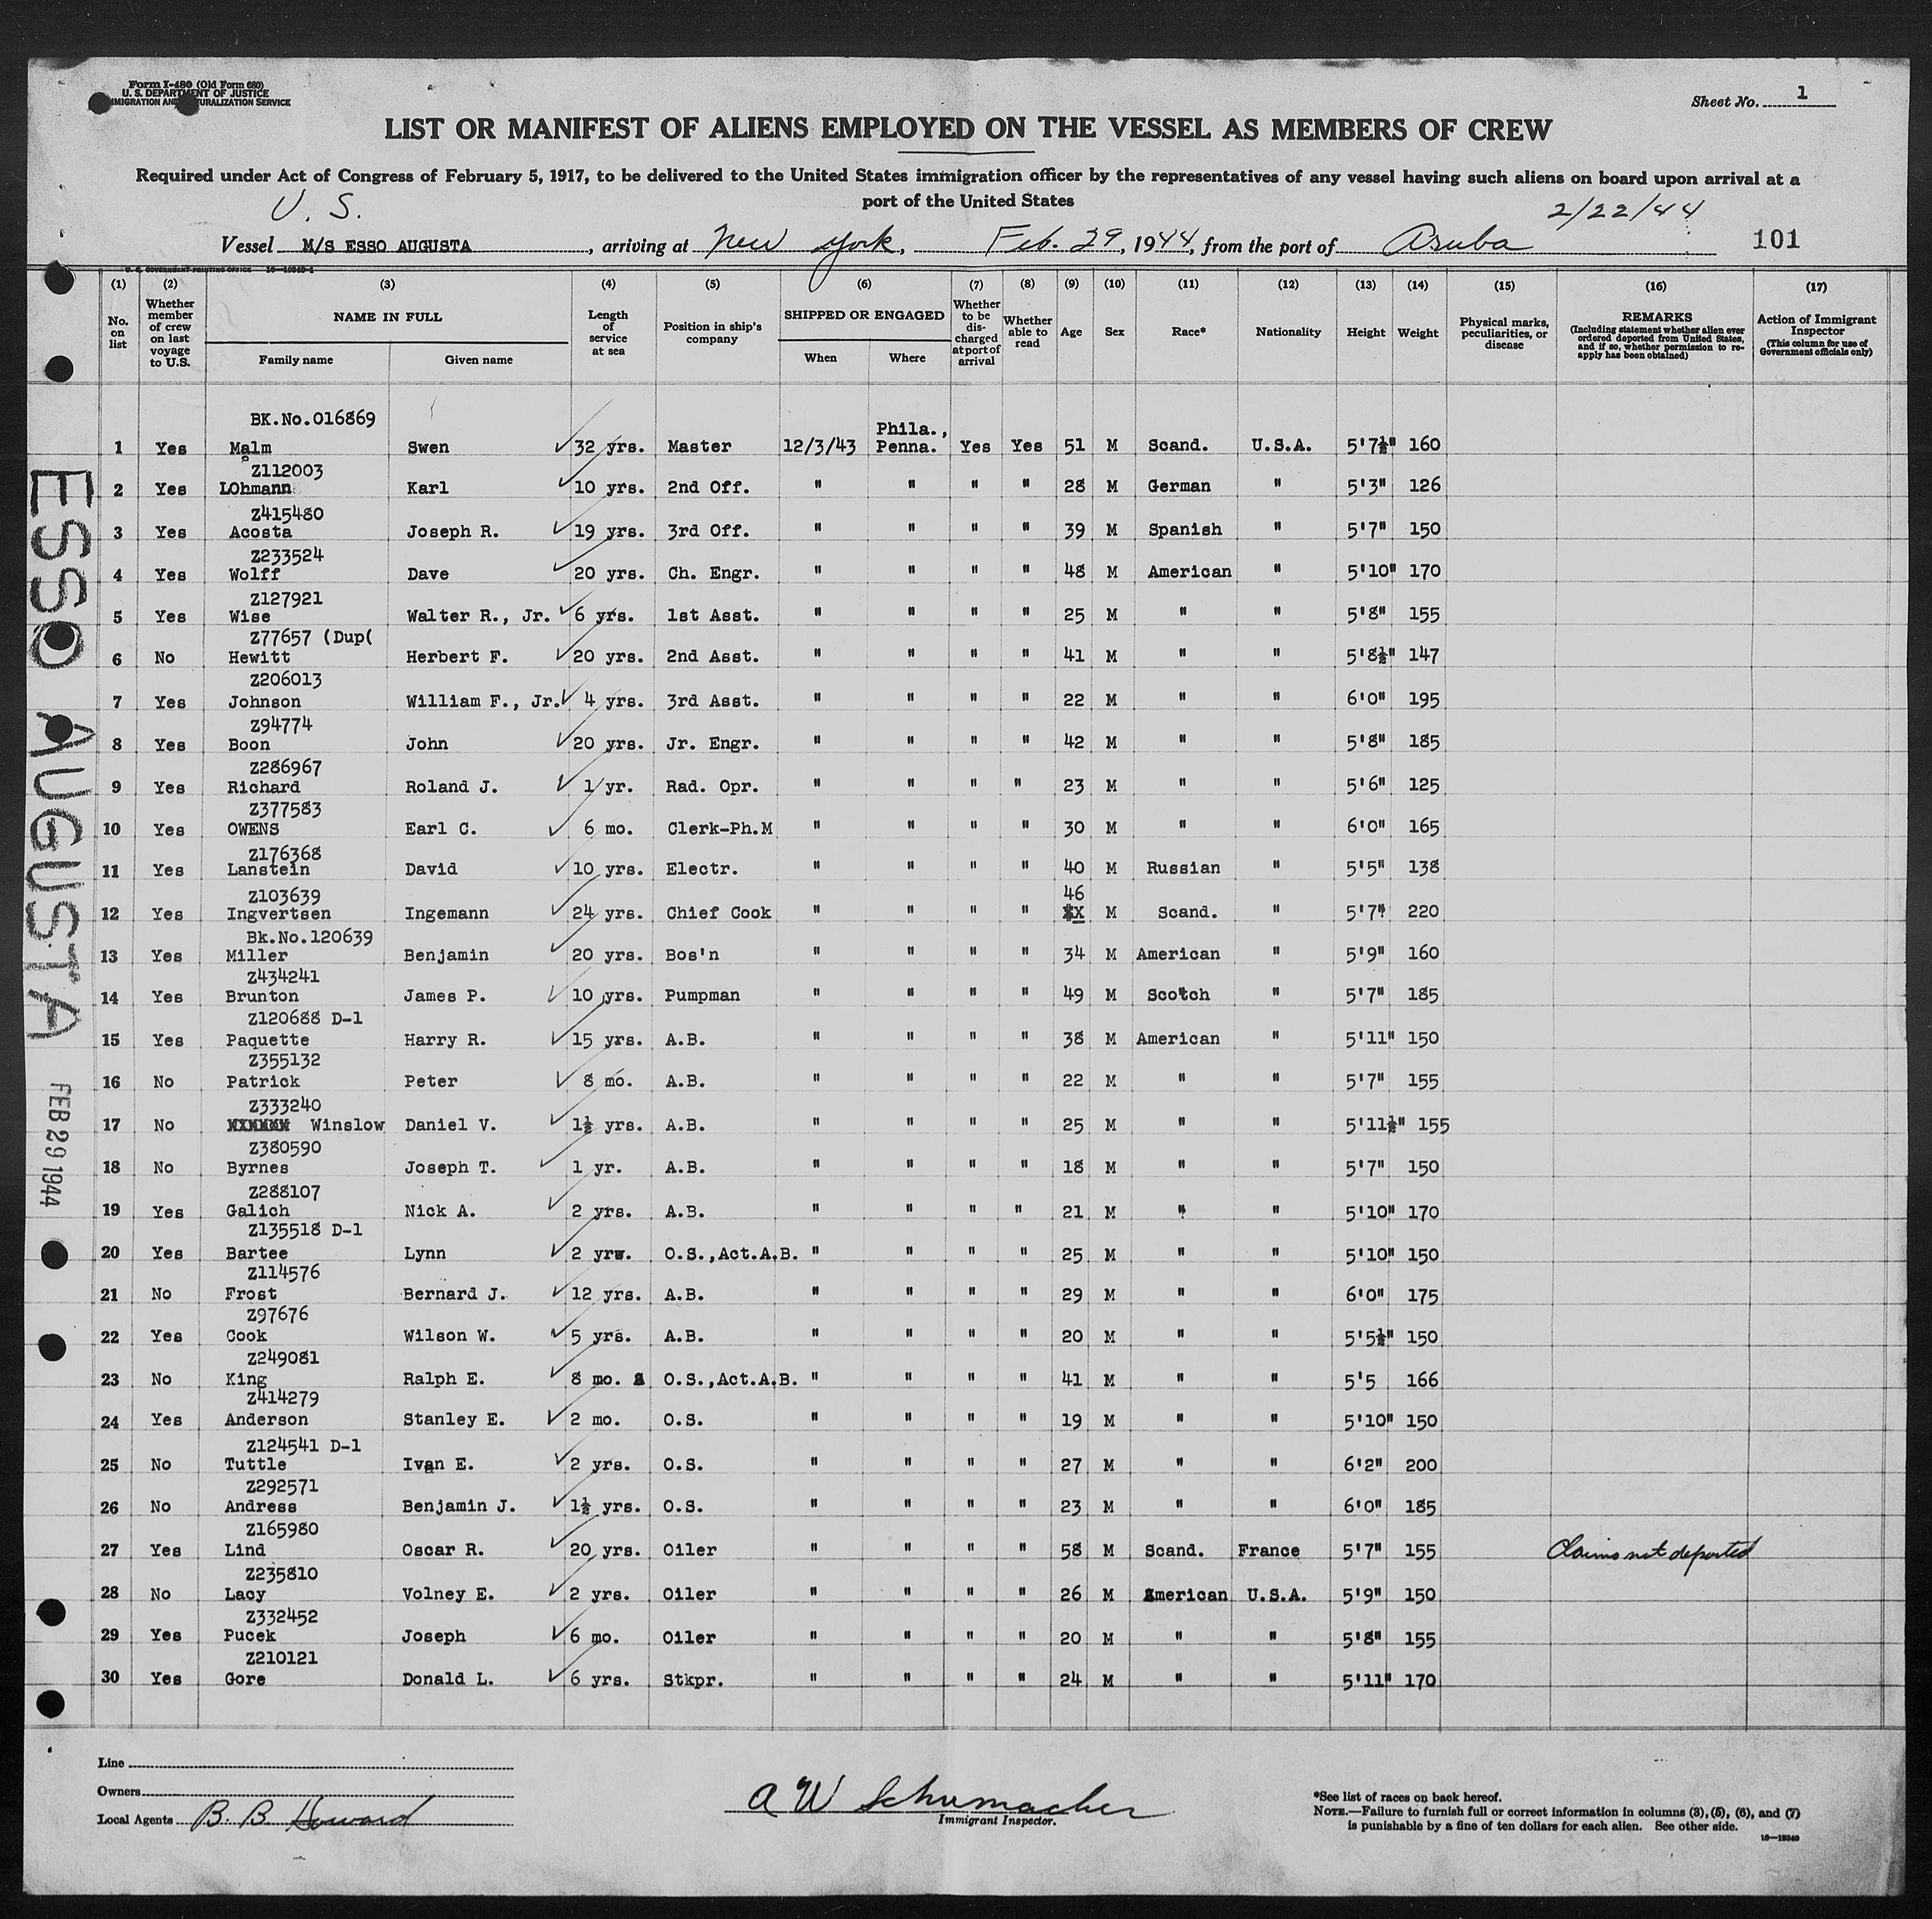 Form I-480 (Old Form 680)
U. S. DEPARTMENT OF JUSTICE
IMMIGRATION AND NATURALIZATION SERVICE
Sheet No. 1
LIST OR MANIFEST OF ALIENS EMPLOYED ON THE VESSEL AS MEMBERS OF CREW
Required under Act of Congress of February 5, 1917, to be delivered to the United States immigration officer by the representatives of any vessel having such aliens on board upon arrival at a
port of the United States
U. S.
2/22/44
Vessel M/S ESSO AUGUSTA, arriving at New York, Feb. 29, 1944, from the port of Aruba
101
U. S. GOVERNMENT PRINTING OFFICE 16—19340-1
(1) (2) (3) (4) (5) (6) (7) (8) (9) (10) (11) (12) (13) (14) (15) (16) (17)
No. on list
Whether member of crew on last voyage to U.S.
NAME IN FULL
Family name
Given name
Length of service at sea
Position in ship's company
SHIPPED OR ENGAGED
When
Where
Whether to be discharged at port of arrival
Whether able to read
Age
Sex
Race*
Nationality
Height
Weight
Physical marks, peculiarities, or disease
REMARKS
(Including statement whether alien ever ordered deported from United States, and if so, whether permission to reapply has been obtained)
Action of Immigrant Inspector
(This column for use of Government officials only)
BK.No.016869
Phila.,
1 Yes Malm Swen 32 yrs. Master 12/3/43 Penna. Yes Yes 51 M Scand. U.S.A. 5'7½" 160
Z112003
2 Yes LOhmann Karl 10 yrs. 2nd Off. " " " " 28 M German " 5'3" 126
Z415480
3 Yes Acosta Joseph R. 19 yrs. 3rd Off. " " " " 39 M Spanish " 5'7" 150
Z233524
4 Yes Wolff Dave 20 yrs. Ch. Engr. " " " " 48 M American " 5'10" 170
Z127921
5 Yes Wise Walter R., Jr. 6 yrs. 1st Asst. " " " " 25 M " " 5'8" 155
Z77657 (Dup(
6 No Hewitt Herbert F. 20 yrs. 2nd Asst. " " " " 41 M " " 5'8½" 147
Z206013
7 Yes Johnson William F., Jr. 4 yrs. 3rd Asst. " " " " 22 M " " 6'0" 195
Z94774
8 Yes Boon John 20 yrs. Jr. Engr. " " " " 42 M " " 5'8" 185
Z286967
9 Yes Richard Roland J. 1 yr. Rad. Opr. " " " " 23 M " " 5'6" 125
Z377583
10 Yes OWENS Earl C. 6 mo. Clerk-Ph.M " " " " 30 M " " 6'0" 165
Z176368
11 Yes Lanstein David 10 yrs. Electr. " " " " 40 M Russian " 5'5" 138
Z103639 46
12 Yes Ingvertsen Ingemann 24 yrs. Chief Cook " " " " M Scand. " 5'7" 220
Bk.No.120639
13 Yes Miller Benjamin 20 yrs. Bos'n " " " " 34 M American " 5'9" 160
Z434241
14 Yes Brunton James P. 10 yrs. Pumpman " " " " 49 M Scotch " 5'7" 185
Z120688 D-1
15 Yes Paquette Harry R. 15 yrs. A.B. " " " " 38 M American " 5'11" 150
Z355132
16 No Patrick Peter 8 mo. A.B. " " " " 22 M " " 5'7" 155
Z333240
17 No Winslow Daniel V. 1½ yrs. A.B. " " " " 25 M " " 5'11½" 155
Z380590
18 No Byrnes Joseph T. 1 yr. A.B. " " " " 18 M " " 5'7" 150
Z288107
19 Yes Galich Nick A. 2 yrs. A.B. " " " " 21 M " " 5'10" 170
Z135518 D-1
20 Yes Bartee Lynn 2 yrs. O.S.,Act.A.B. " " " " 25 M " " 5'10" 150
Z114576
21 No Frost Bernard J. 12 yrs. A.B. " " " " 29 M " " 6'0" 175
Z97676
22 Yes Cook Wilson W. 5 yrs. A.B. " " " " 20 M " " 5'5½" 150
Z249081
23 No King Ralph E. 8 mo. O.S.,Act.A.B. " " " " 41 M " " 5'5 166
Z414279
24 Yes Anderson Stanley E. 2 mo. O.S. " " " " 19 M " " 5'10" 150
Z124541 D-1
25 No Tuttle Ivan E. 2 yrs. O.S. " " " " 27 M " " 6'2" 200
Z292571
26 No Andress Benjamin J. 1½ yrs. O.S. " " " " 23 M " " 6'0" 185
Z165980
27 Yes Lind Oscar R. 20 yrs. Oiler " " " " 58 M Scand. France 5'7" 155 Claims not deported
Z235810
28 No Lacy Volney E. 2 yrs. Oiler " " " " 26 M American U.S.A. 5'9" 150
Z332452
29 Yes Pucek Joseph 6 mo. Oiler " " " " 20 M " " 5'8" 155
Z210121
30 Yes Gore Donald L. 6 yrs. Stkpr. " " " " 24 M " " 5'11" 170
ESSO AUGUSTA
FEB 29 1944
Line
Owners
Local Agents B. B. Howard
A W Schumacher
Immigrant Inspector.
*See list of races on back hereof.
NOTE.—Failure to furnish full or correct information in columns (3), (5), (6), and (7)
is punishable by a fine of ten dollars for each alien. See other side.
16—19340